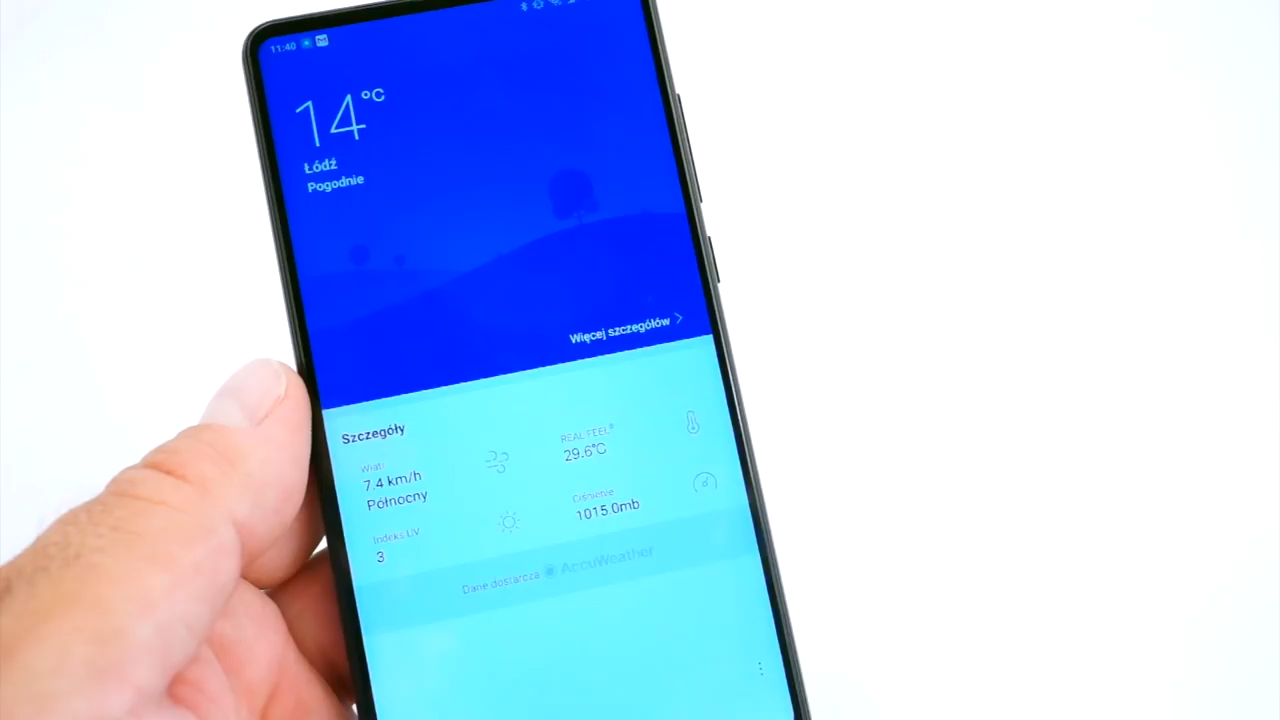 11:40
14°C
Łódź
Pogodnie
Więcej szczegółów
Szczegóły
Wiatr
7.4 km/h
Północny
REAL FEEL®
29.6°C
Indeks UV
3
Ciśnienie
1015.0mb
Dane dostarcza AccuWeather